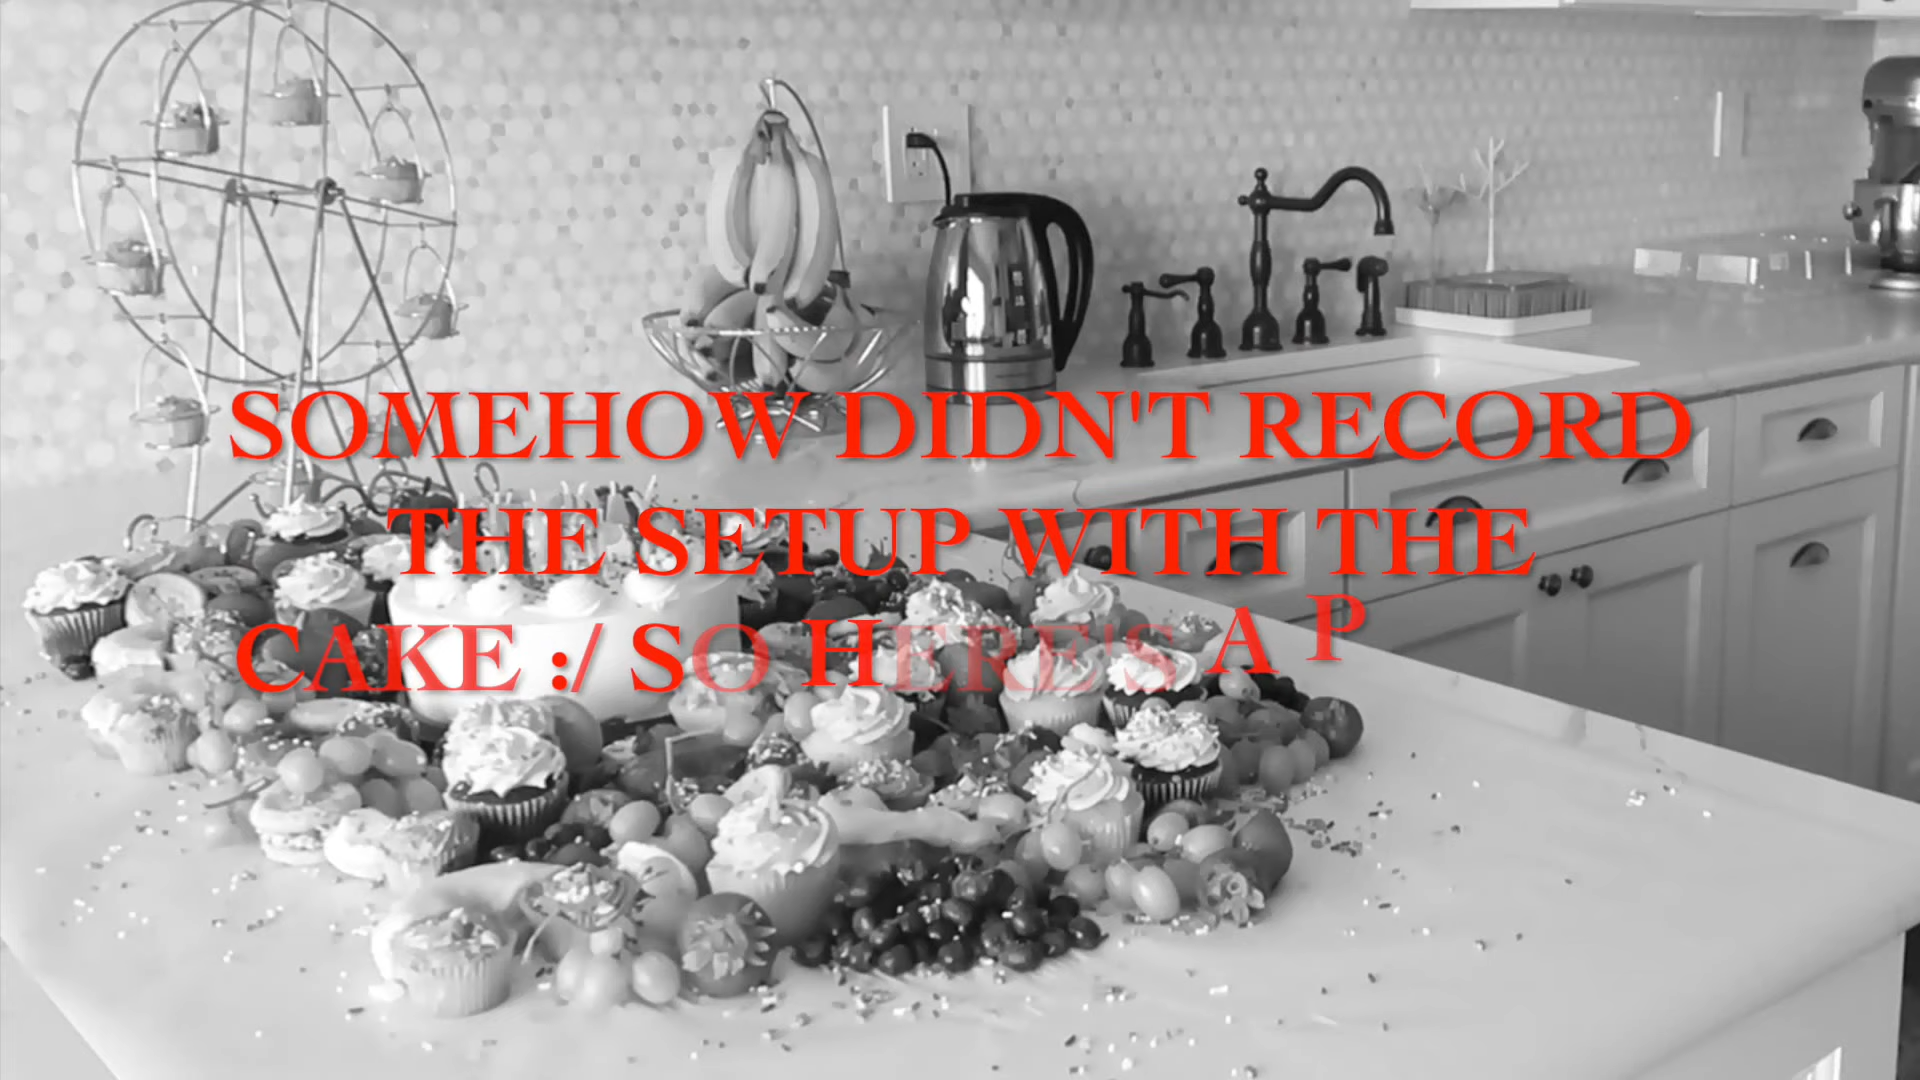 SOMEHOW DIDN'T RECORD
THE SETUP WITH THE
CAKE :/ SO HERE'S A P